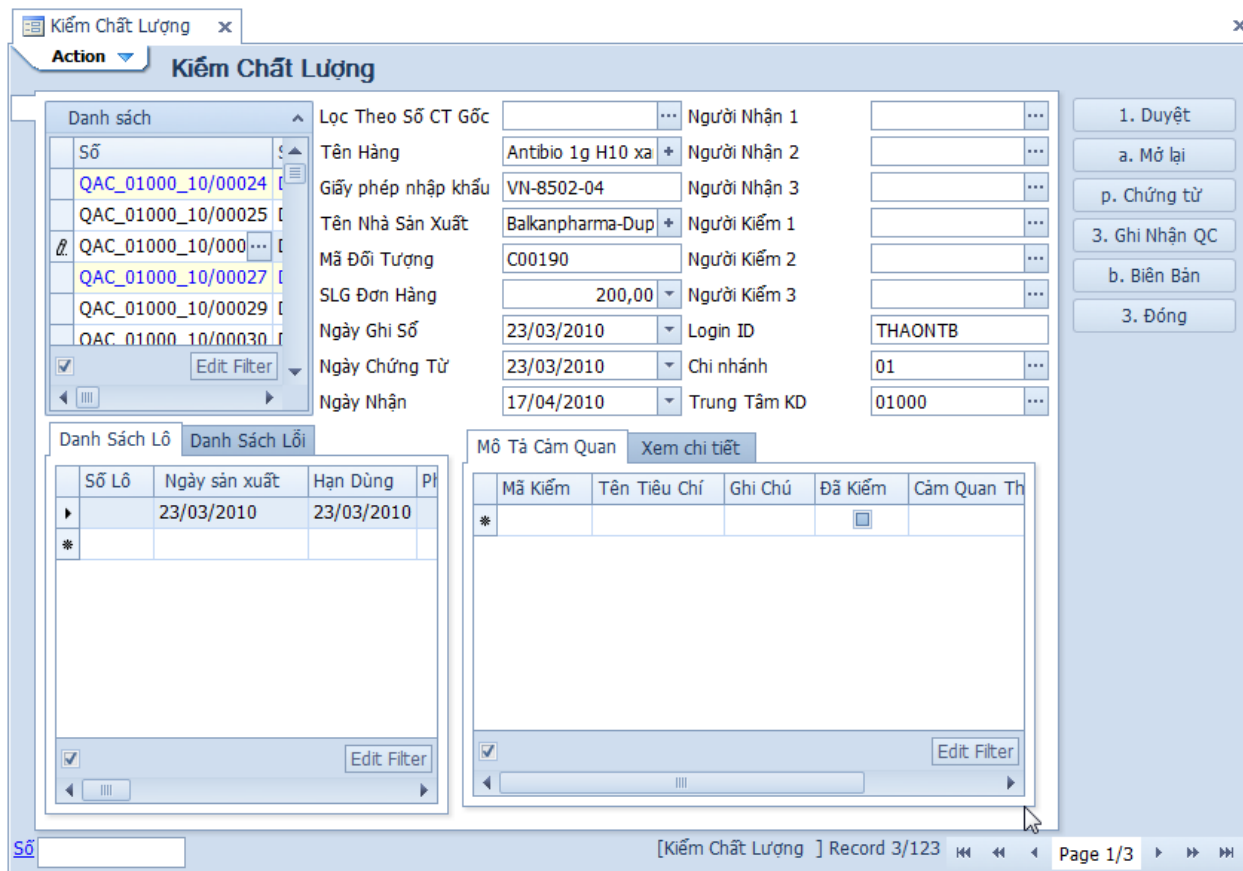 Kiểm Chất Lượng
Action
Kiểm Chất Lượng
Danh sách
Số
QAC_01000_10/00024
QAC_01000_10/00025
QAC_01000_10/000
QAC_01000_10/00027
QAC_01000_10/00029
QAC_01000_10/00030
Edit Filter
Lọc Theo Số CT Gốc
Tên Hàng Antibio 1g H10 xa
Giấy phép nhập khẩu VN-8502-04
Tên Nhà Sản Xuất Balkanpharma-Dup
Mã Đối Tượng C00190
SLG Đơn Hàng 200,00
Ngày Ghi Số 23/03/2010
Ngày Chứng Từ 23/03/2010
Ngày Nhận 17/04/2010
Người Nhận 1
Người Nhận 2
Người Nhận 3
Người Kiểm 1
Người Kiểm 2
Người Kiểm 3
Login ID THAONTB
Chi nhánh 01
Trung Tâm KD 01000
1. Duyệt
a. Mở lại
p. Chứng từ
3. Ghi Nhận QC
b. Biên Bản
3. Đóng
Danh Sách Lô Danh Sách Lỗi
Số Lô Ngày sản xuất Hạn Dùng
23/03/2010 23/03/2010
Edit Filter
Mô Tả Cảm Quan Xem chi tiết
Mã Kiểm Tên Tiêu Chí Ghi Chú Đã Kiểm Cảm Quan Th
Edit Filter
Số
[Kiểm Chất Lượng ] Record 3/123 Page 1/3